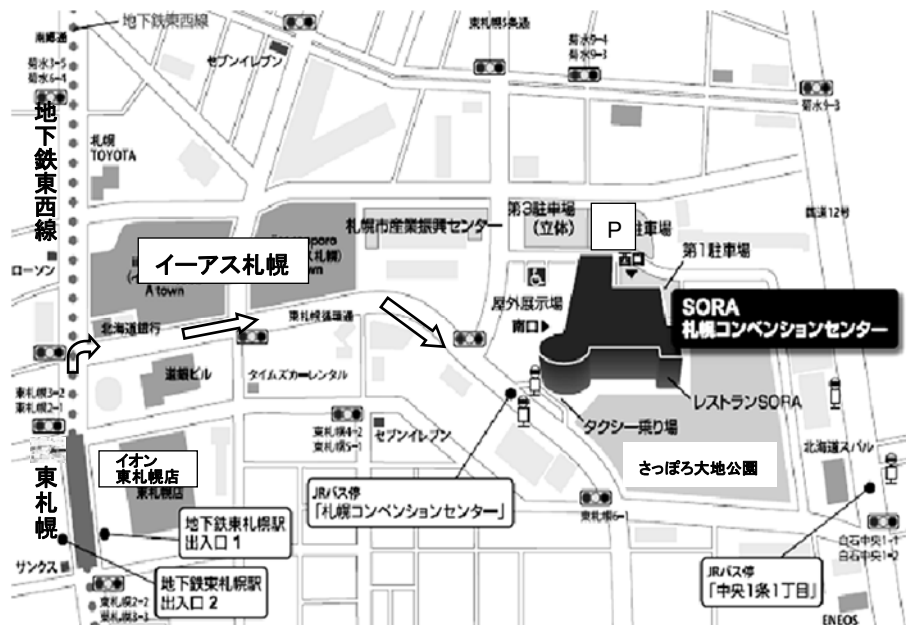 地下鉄東西線
南郷通
菊水3-5
菊水6-4
セブンイレブン
東札幌5条通
菊水9-4
菊水9-3
菊水9-3
地下鉄東西線
札幌
TOYOTA
国道12号
ローソン
イーアス札幌
A town
札幌市産業振興センター
第3駐車場
(立体)
P
駐車場
西口
第1駐車場
屋外展示場
南口
SORA
札幌コンベンションセンター
北海道銀行
東札幌循環通
道銀ビル
タイムズカーレンタル
東札幌3-2
東札幌2-1
東札幌4-2
東札幌5-1
セブンイレブン
レストランSORA
タクシー乗り場
さっぽろ大地公園
北海道スバル
東札幌
イオン
東札幌店
東札幌店
JRバス停
「札幌コンベンションセンター」
東札幌6-1
地下鉄東札幌駅
出入口1
地下鉄東札幌駅
出入口2
サンクス
東札幌2-2
東札幌3-3
白石中央1-1
白石中央1-2
JRバス停
「中央1条1丁目」
ENEOS